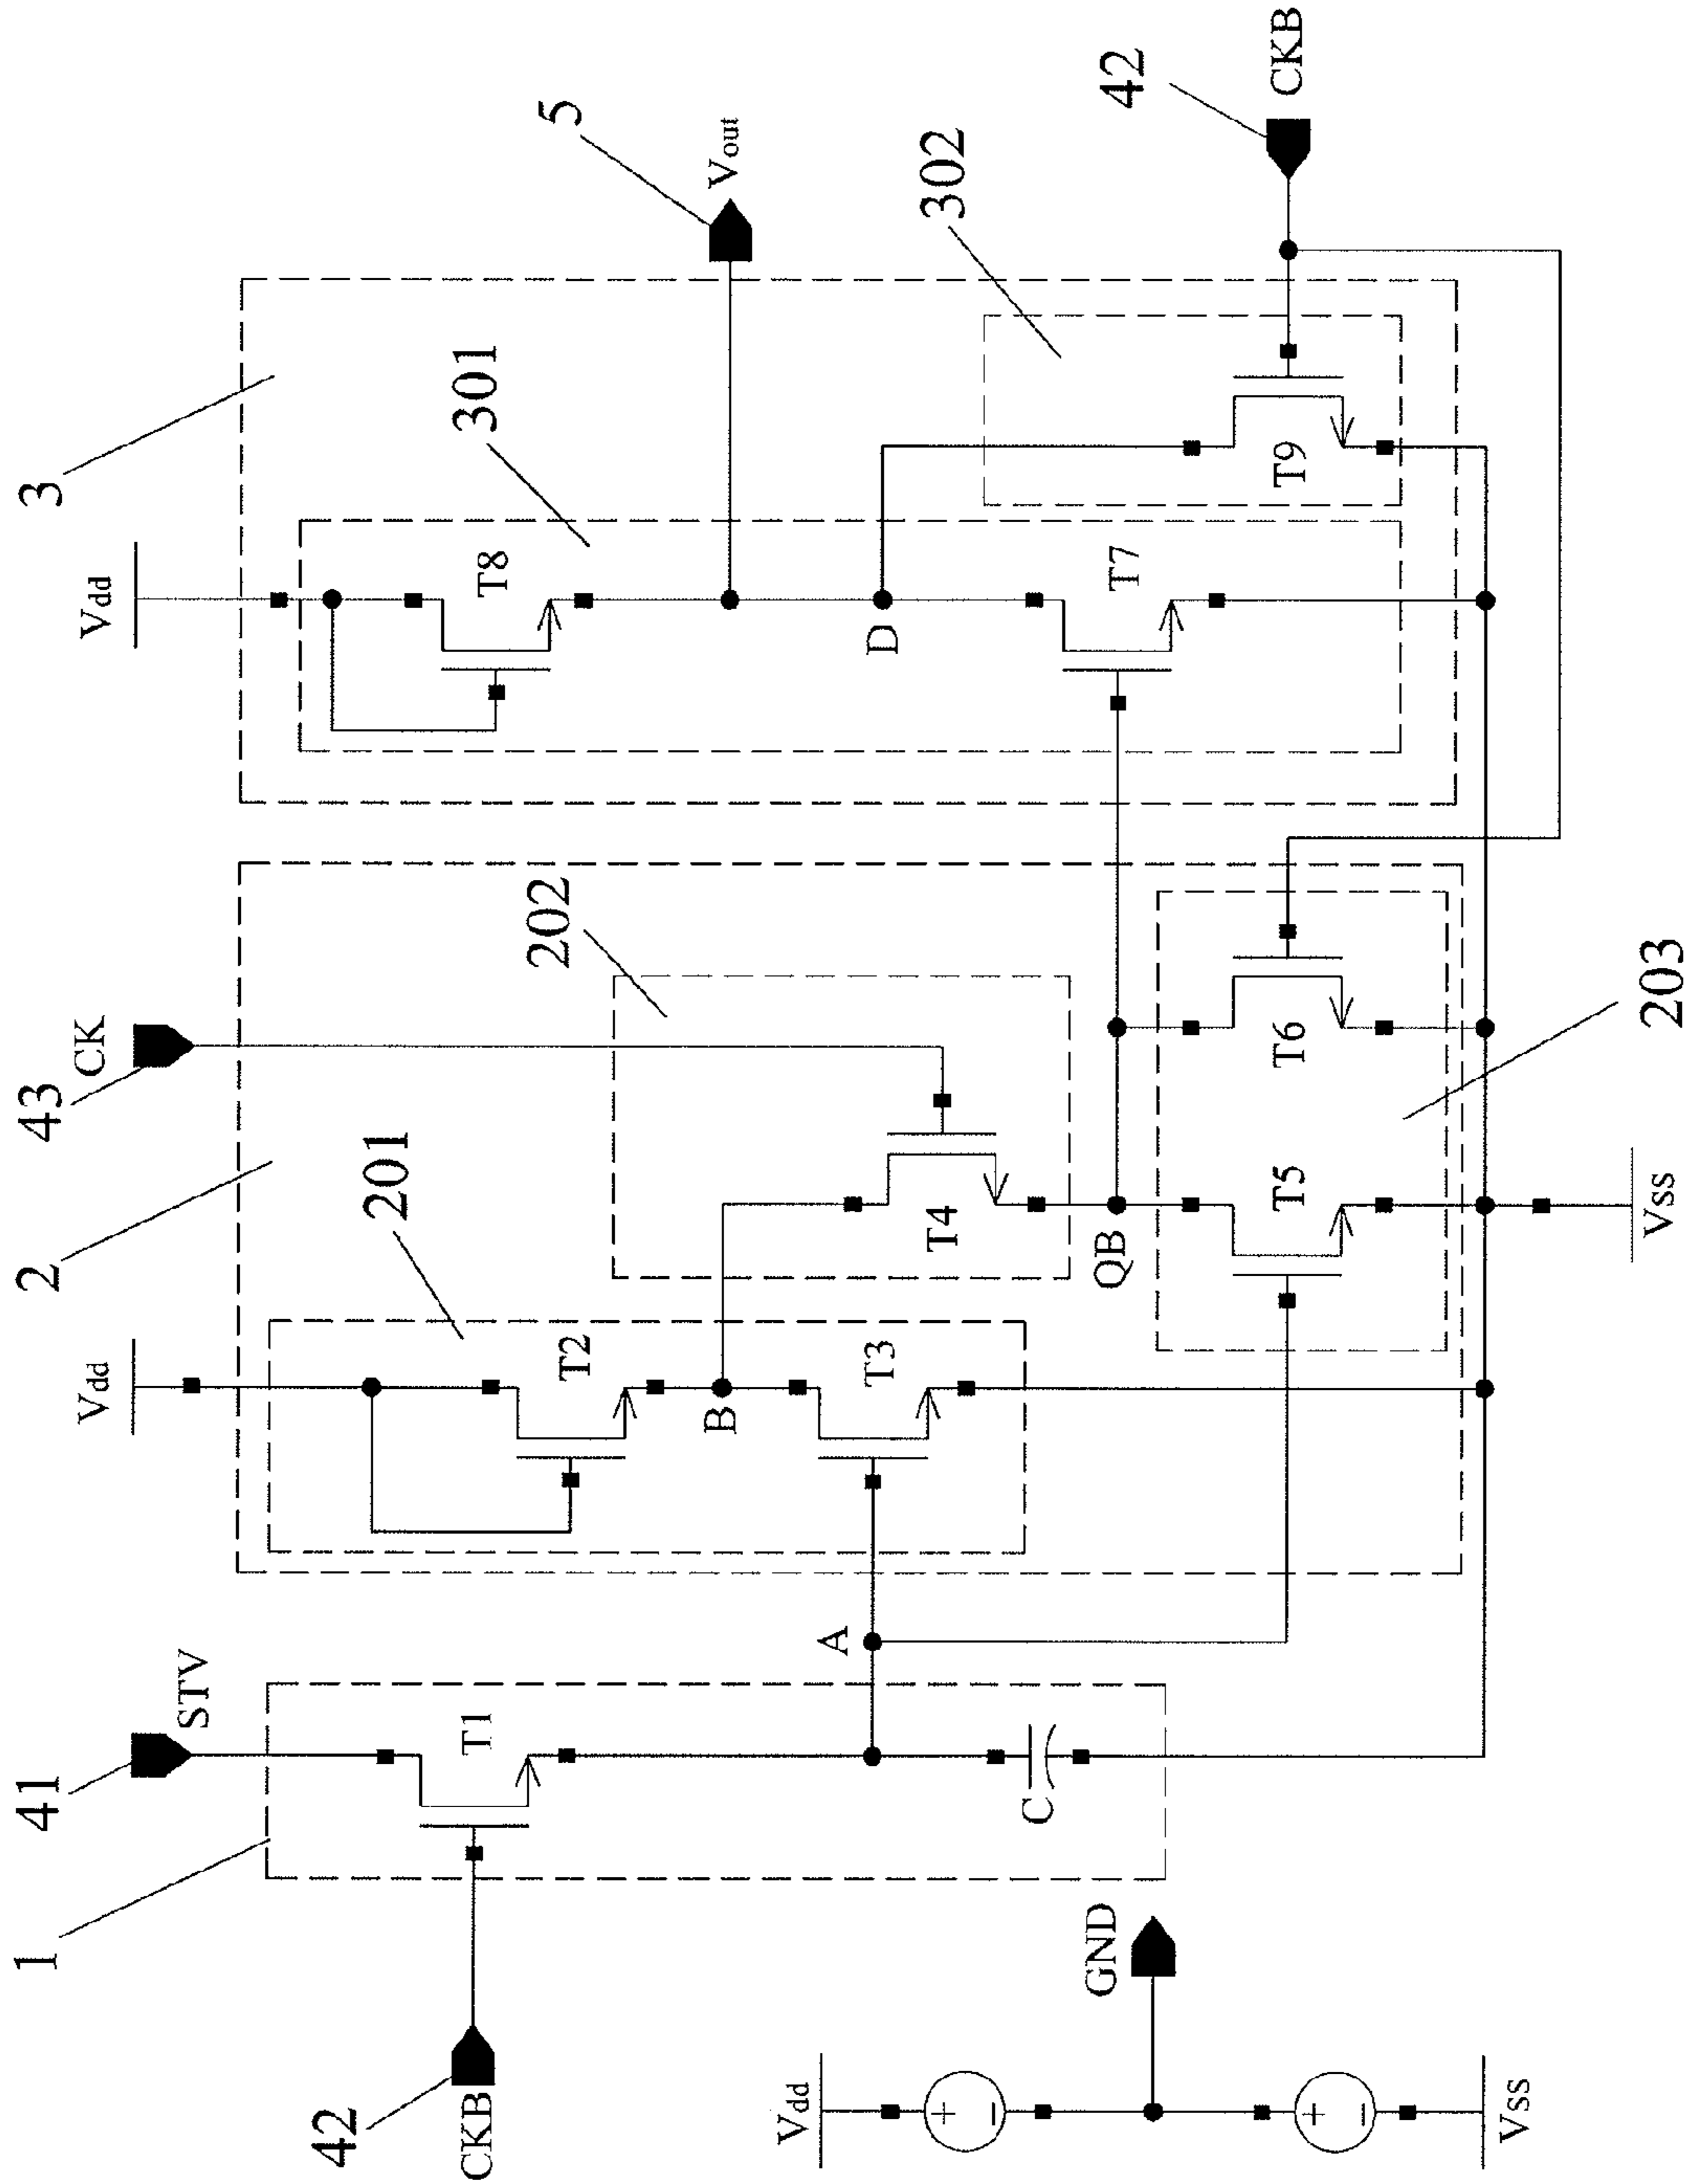 3
5
Vout
42
CKB
302
301
Vdd
T8
D
T7
T9
2
43
CK
202
201
Vdd
T2
B
T3
T4
QB
T5
T6
203
Vss
1
41
STV
T1
A
C
42
CKB
GND
Vdd
+
−
+
−
Vss